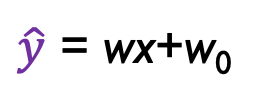 ŷ = wx+w₀